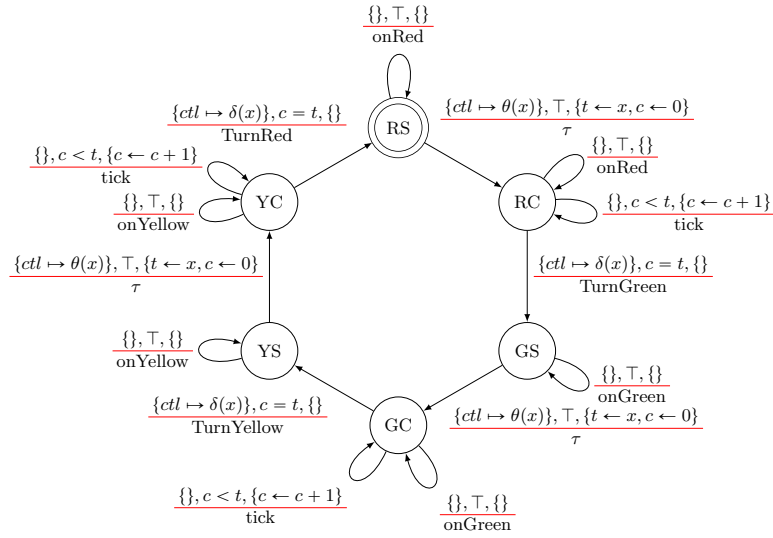 {}, ⊤, {}
onRed
{ctl ↦ δ(x)}, c = t, {}
TurnRed
RS
{ctl ↦ θ(x)}, ⊤, {t ← x, c ← 0}
τ
{}, c < t, {c ← c + 1}
tick
{}, ⊤, {}
onRed
{}, ⊤, {}
onYellow
YC
RC
{}, c < t, {c ← c + 1}
tick
{ctl ↦ θ(x)}, ⊤, {t ← x, c ← 0}
τ
{ctl ↦ δ(x)}, c = t, {}
TurnGreen
{}, ⊤, {}
onYellow
YS
GS
{}, ⊤, {}
onGreen
{ctl ↦ δ(x)}, c = t, {}
TurnYellow
GC
{ctl ↦ θ(x)}, ⊤, {t ← x, c ← 0}
τ
{}, c < t, {c ← c + 1}
tick
{}, ⊤, {}
onGreen